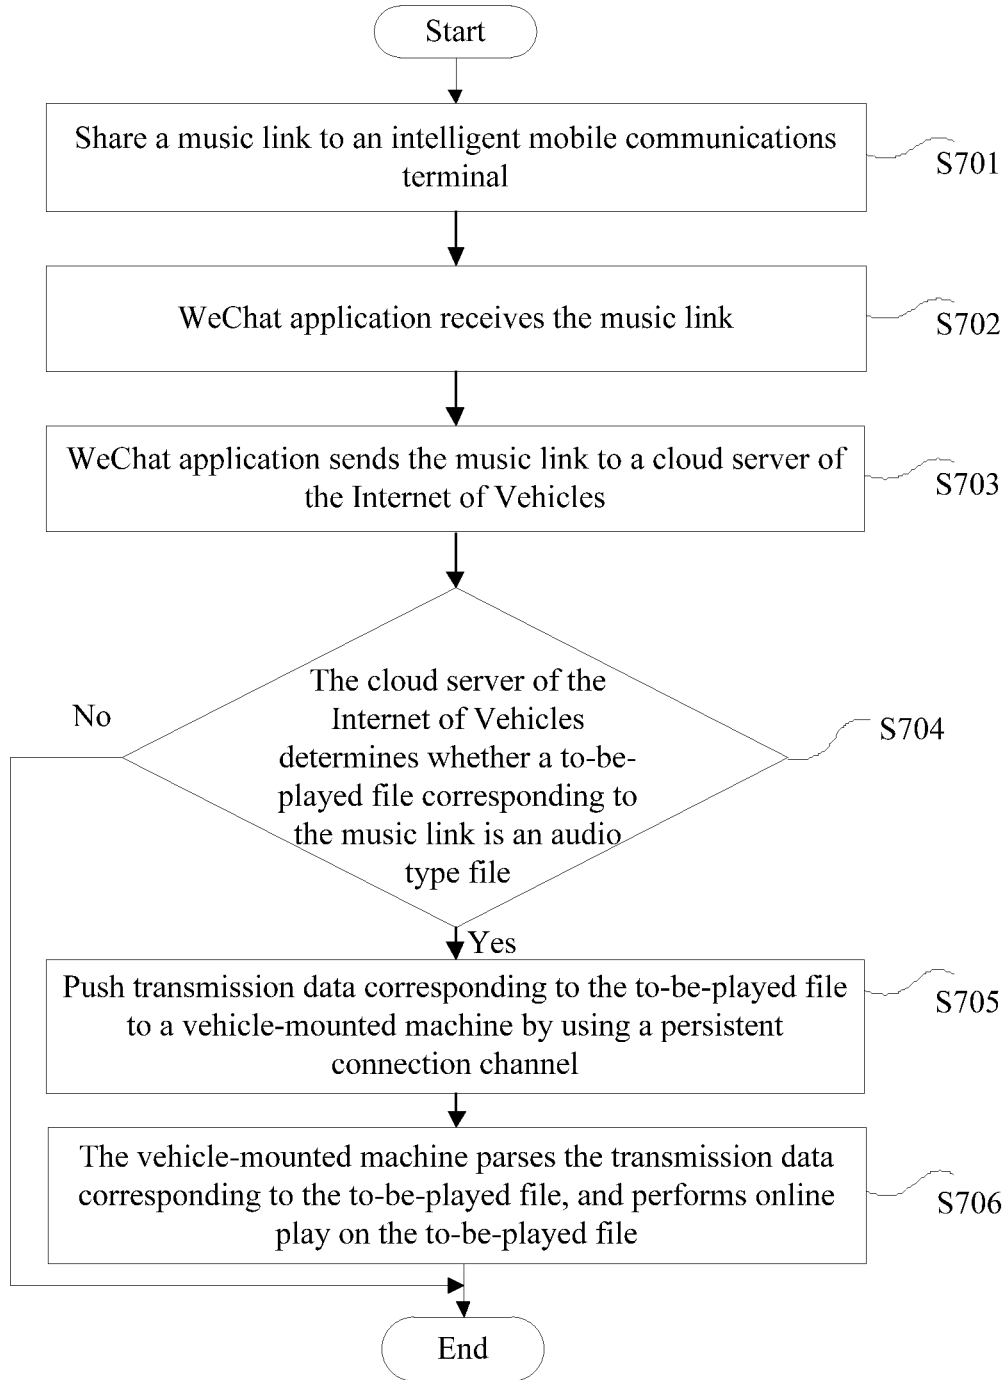 Start
Share a music link to an intelligent mobile communications
terminal
S701
WeChat application receives the music link
S702
WeChat application sends the music link to a cloud server of
the Internet of Vehicles
S703
The cloud server of the
Internet of Vehicles
determines whether a to-be-
played file corresponding to
the music link is an audio
type file
S704
No
Yes
Push transmission data corresponding to the to-be-played file
to a vehicle-mounted machine by using a persistent
connection channel
S705
The vehicle-mounted machine parses the transmission data
corresponding to the to-be-played file, and performs online
play on the to-be-played file
S706
End